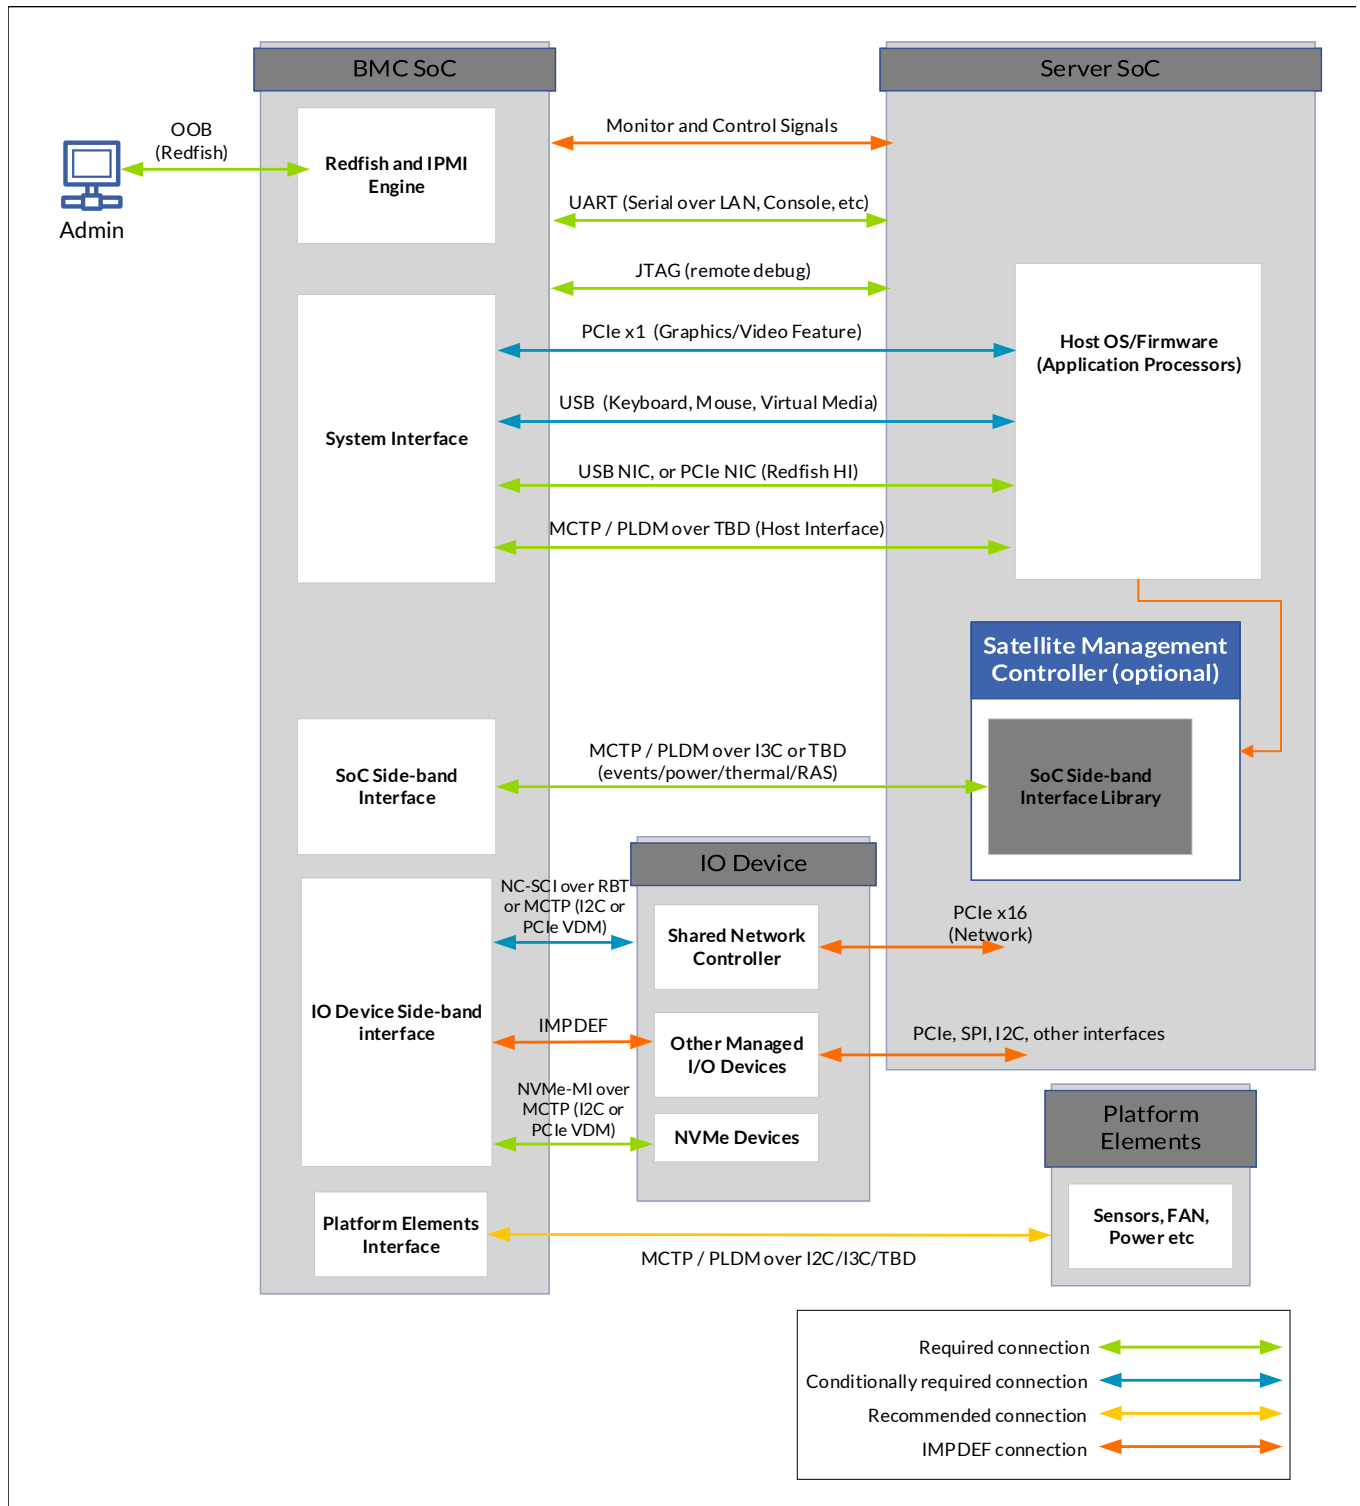 BMC SoC
Server SoC
OOB
(Redfish)
Admin
Redfish and IPMI
Engine
Monitor and Control Signals
UART (Serial over LAN, Console, etc)
JTAG (remote debug)
PCIe x1 (Graphics/Video Feature)
USB (Keyboard, Mouse, Virtual Media)
System Interface
USB NIC, or PCIe NIC (Redfish HI)
MCTP / PLDM over TBD (Host Interface)
Host OS/Firmware
(Application Processors)
Satellite Management
Controller (optional)
SoC Side-band
Interface
MCTP / PLDM over I3C or TBD
(events/power/thermal/RAS)
SoC Side-band
Interface Library
IO Device
NC-SCI over RBT
or MCTP (I2C or
PCIe VDM)
Shared Network
Controller
PCIe x16
(Network)
IO Device Side-band
interface
IMPDEF
Other Managed
I/O Devices
PCIe, SPI, I2C, other interfaces
NVMe-MI over
MCTP (I2C or
PCIe VDM)
NVMe Devices
Platform
Elements
Platform Elements
Interface
MCTP / PLDM over I2C/I3C/TBD
Sensors, FAN,
Power etc
Required connection
Conditionally required connection
Recommended connection
IMPDEF connection